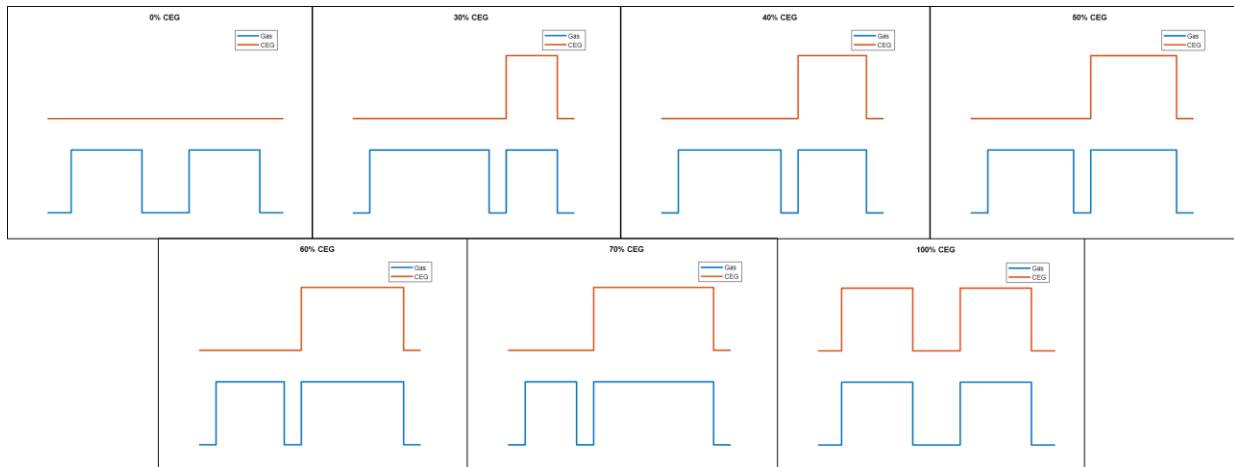 0% CEG
Gas
CEG
30% CEG
Gas
CEG
40% CEG
Gas
CEG
50% CEG
Gas
CEG
60% CEG
Gas
CEG
70% CEG
Gas
CEG
100% CEG
Gas
CEG